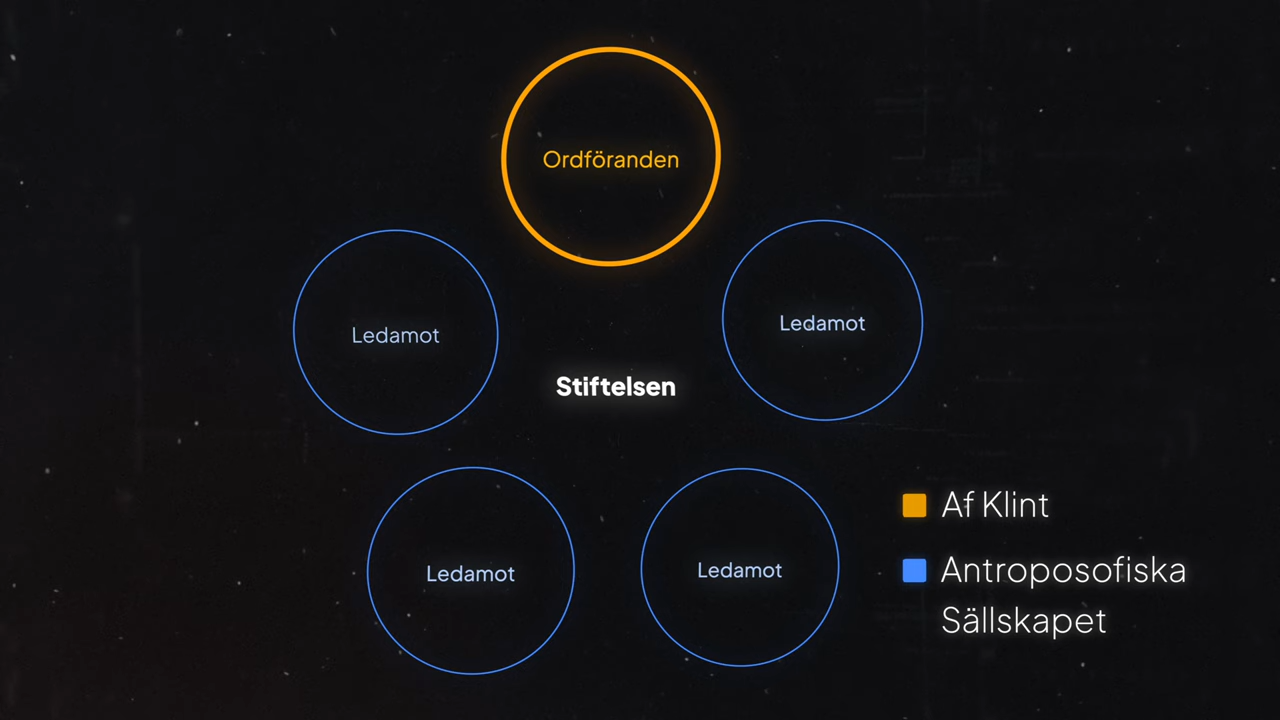 Ordföranden
Ledamot
Ledamot
Stiftelsen
Ledamot
Ledamot
Af Klint
Antroposofiska
Sällskapet